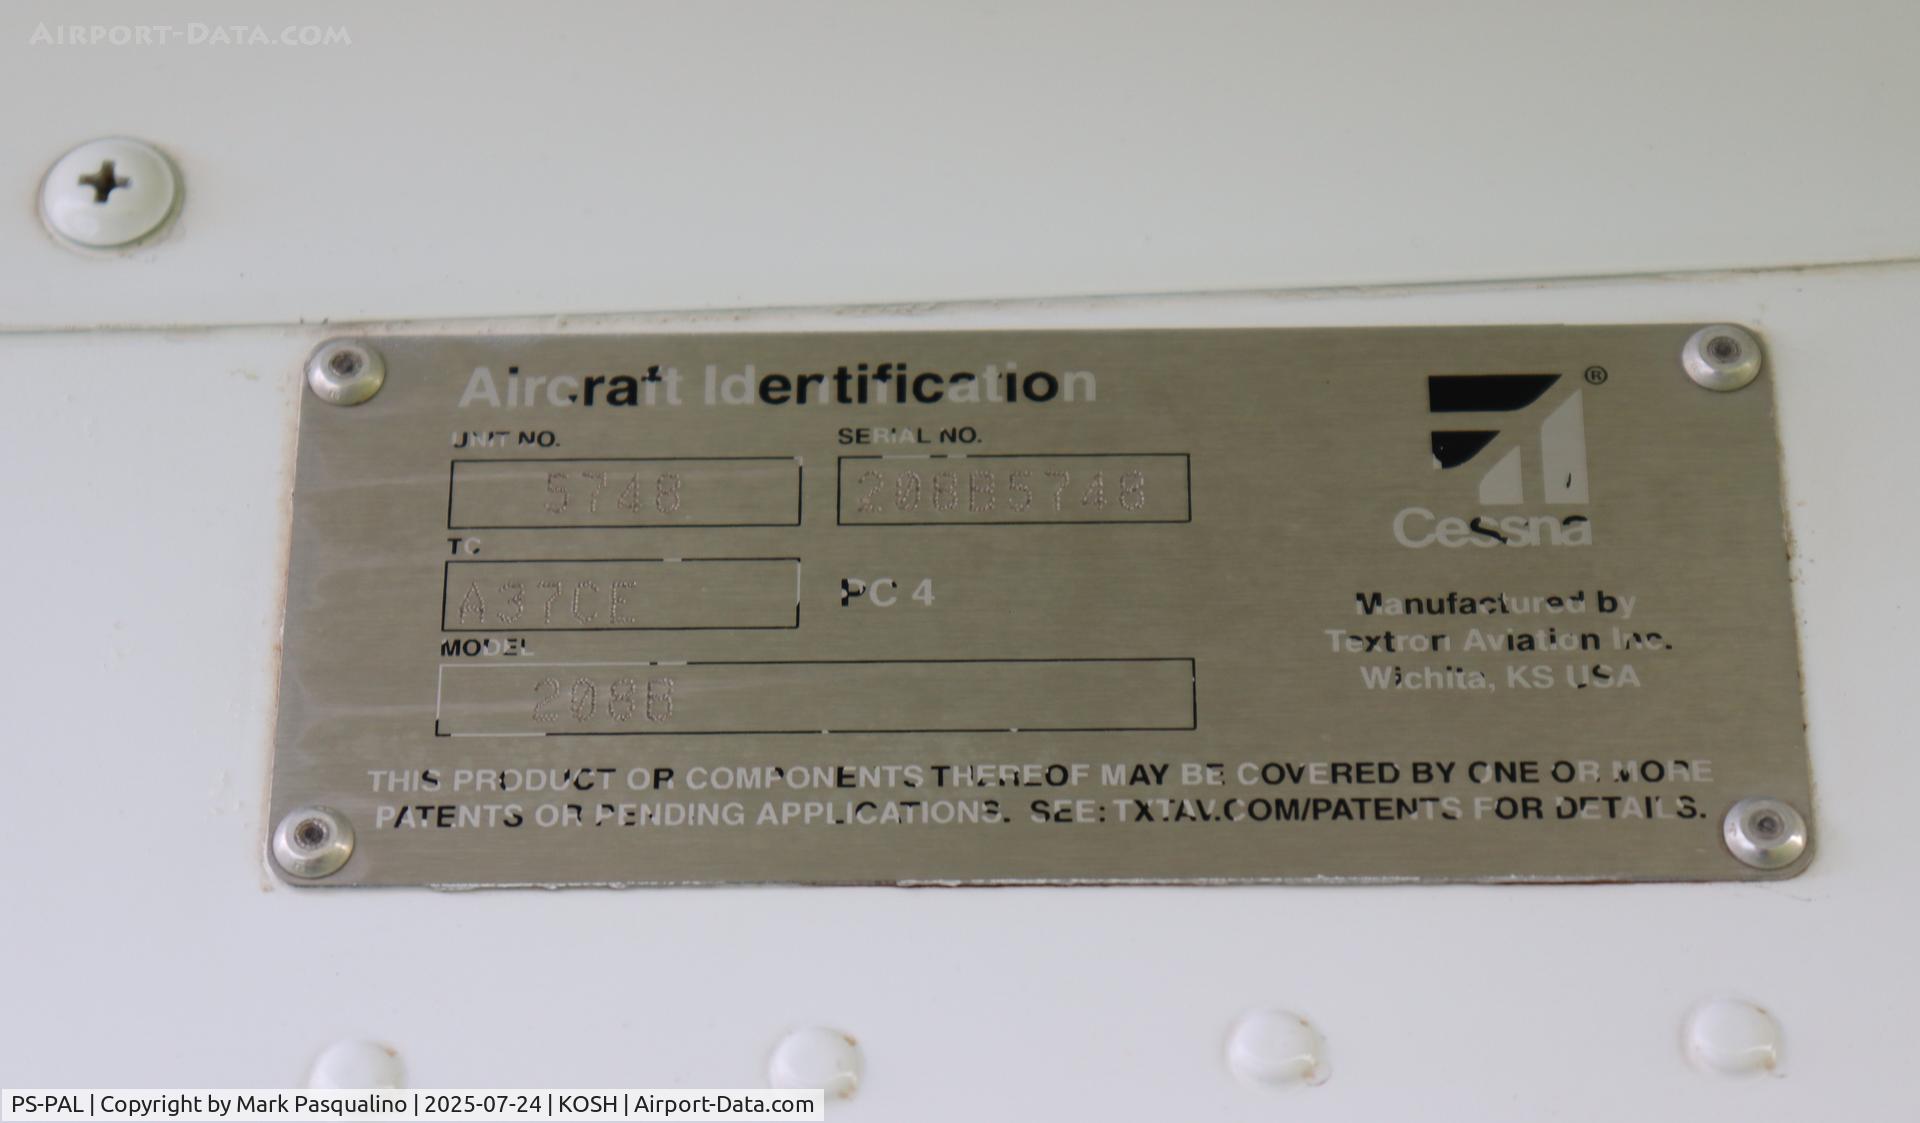 AIRPORT-DATA.COM
Aircraft Identification
UNIT NO.
SERIAL NO.
5748
208B5748
TC
A37CE
PC 4
MODEL
208B
®
Cessna
Manufactured by
Textron Aviation Inc.
Wichita, KS USA
THIS PRODUCT OR COMPONENTS THEREOF MAY BE COVERED BY ONE OR MORE
PATENTS OR PENDING APPLICATIONS. SEE: TXTAV.COM/PATENTS FOR DETAILS.
PS-PAL | Copyright by Mark Pasqualino | 2025-07-24 | KOSH | Airport-Data.com